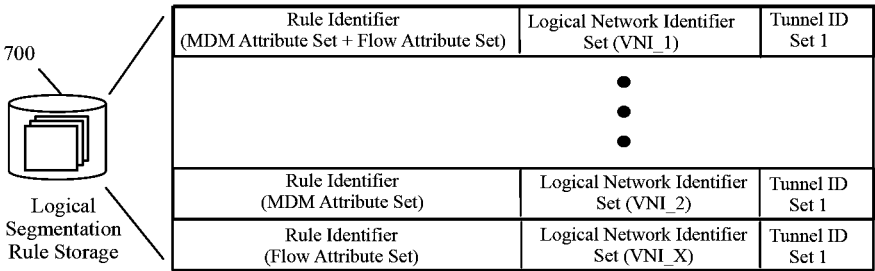 Rule Identifier
(MDM Attribute Set + Flow Attribute Set)
Logical Network Identifier
Set (VNI_1)
Tunnel ID
Set 1
700
Rule Identifier
(MDM Attribute Set)
Logical Network Identifier
Set (VNI_2)
Tunnel ID
Set 1
Logical
Segmentation
Rule Storage
Rule Identifier
(Flow Attribute Set)
Logical Network Identifier
Set (VNI_X)
Tunnel ID
Set 1